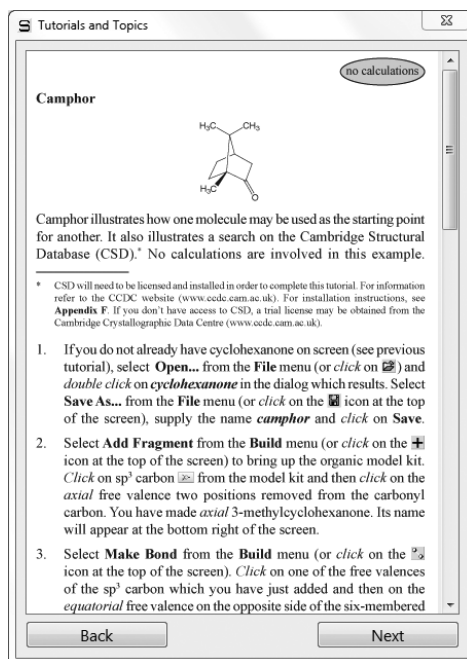 Tutorials and Topics
no calculations
Camphor
H₃C CH₃
H₃C
O
Camphor illustrates how one molecule may be used as the starting point
for another. It also illustrates a search on the Cambridge Structural
Database (CSD).* No calculations are involved in this example.
* CSD will need to be licensed and installed in order to complete this tutorial. For information
refer to the CCDC website (www.ccdc.cam.ac.uk). For installation instructions, see
Appendix F. If you don't have access to CSD, a trial license may be obtained from the
Cambridge Crystallographic Data Centre (www.ccdc.cam.ac.uk).
1. If you do not already have cyclohexanone on screen (see previous
tutorial), select Open... from the File menu (or click on ) and
double click on cyclohexanone in the dialog which results. Select
Save As... from the File menu (or click on the icon at the top
of the screen), supply the name camphor and click on Save.
2. Select Add Fragment from the Build menu (or click on the
icon at the top of the screen) to bring up the organic model kit.
Click on sp³ carbon from the model kit and then click on the
axial free valence two positions removed from the carbonyl
carbon. You have made axial 3-methylcyclohexanone. Its name
will appear at the bottom right of the screen.
3. Select Make Bond from the Build menu (or click on the
icon at the top of the screen). Click on one of the free valences
of the sp³ carbon which you have just added and then on the
equatorial free valence on the opposite side of the six-membered
Back Next